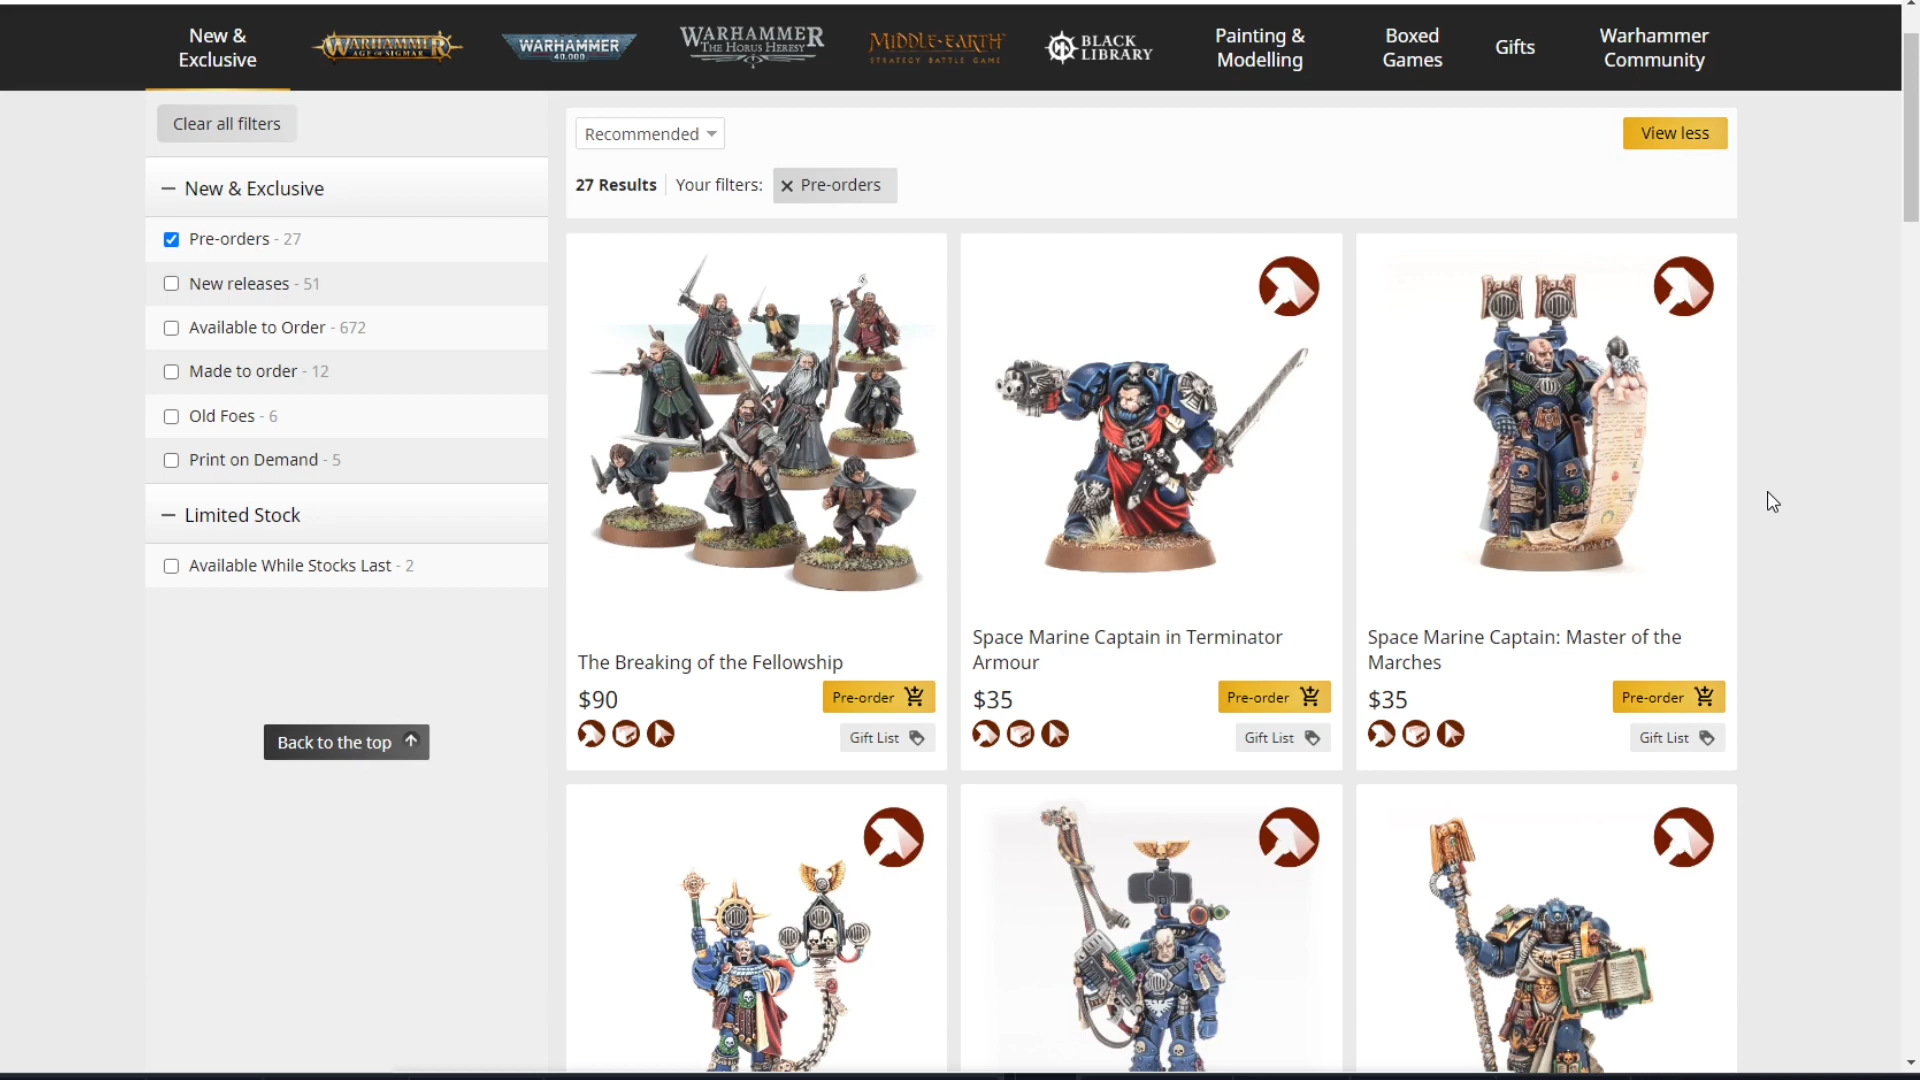 New &
Exclusive
WARHAMMER
AGE OF SIGMAR
WARHAMMER
40,000
WARHAMMER
THE HORUS HERESY
MIDDLE-EARTH
STRATEGY BATTLE GAME
BLACK
LIBRARY
Painting &
Modelling
Boxed
Games
Gifts
Warhammer
Community
Clear all filters
New & Exclusive
Pre-orders - 27
New releases - 51
Available to Order - 672
Made to order - 12
Old Foes - 6
Print on Demand - 5
Limited Stock
Available While Stocks Last - 2
Back to the top
Recommended
View less
27 Results
Your filters:
Pre-orders
The Breaking of the Fellowship
$90
Pre-order
Gift List
Space Marine Captain in Terminator
Armour
$35
Pre-order
Gift List
Space Marine Captain: Master of the
Marches
$35
Pre-order
Gift List